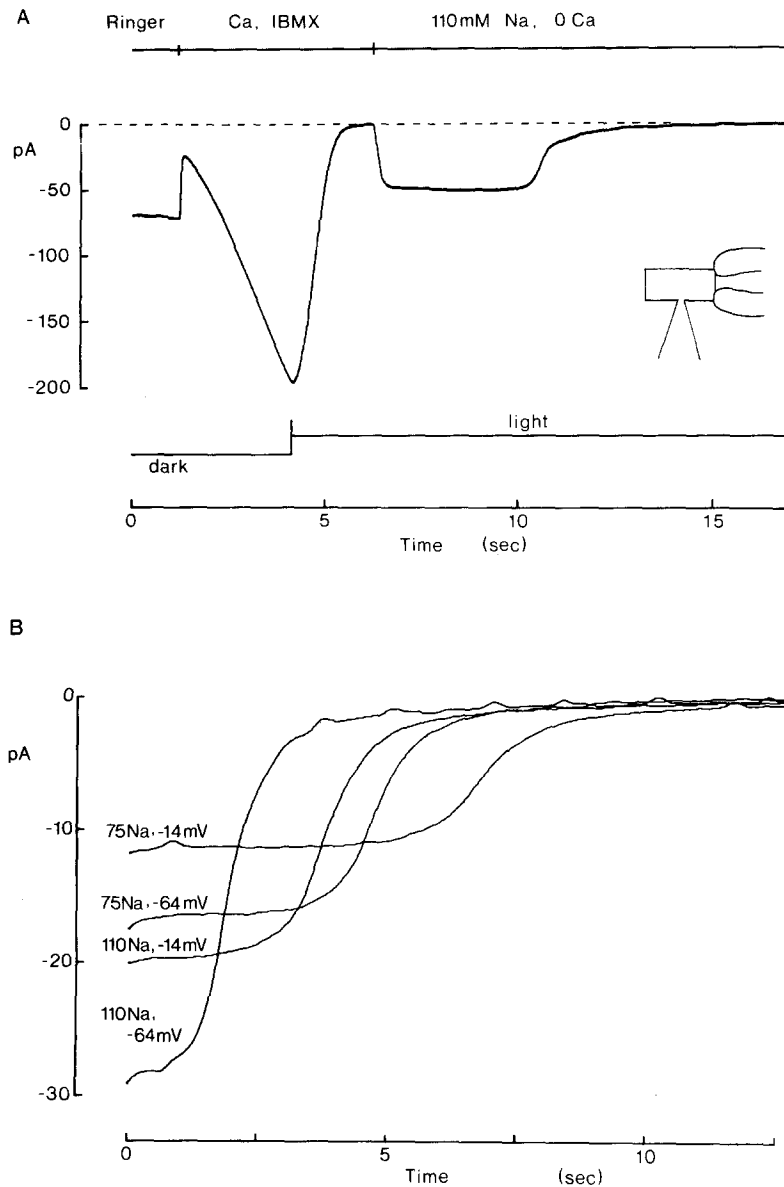 A
Ringer Ca, IBMX 110mM Na, 0 Ca
0
pA
-50
-100
-150
-200
light
dark
0 5 10 15
Time (sec)
B
0
pA
-10
75Na,-14mV
75Na,-64mV
-20
110Na,-14mV
110Na,
-64mV
-30
0 5 10
Time (sec)